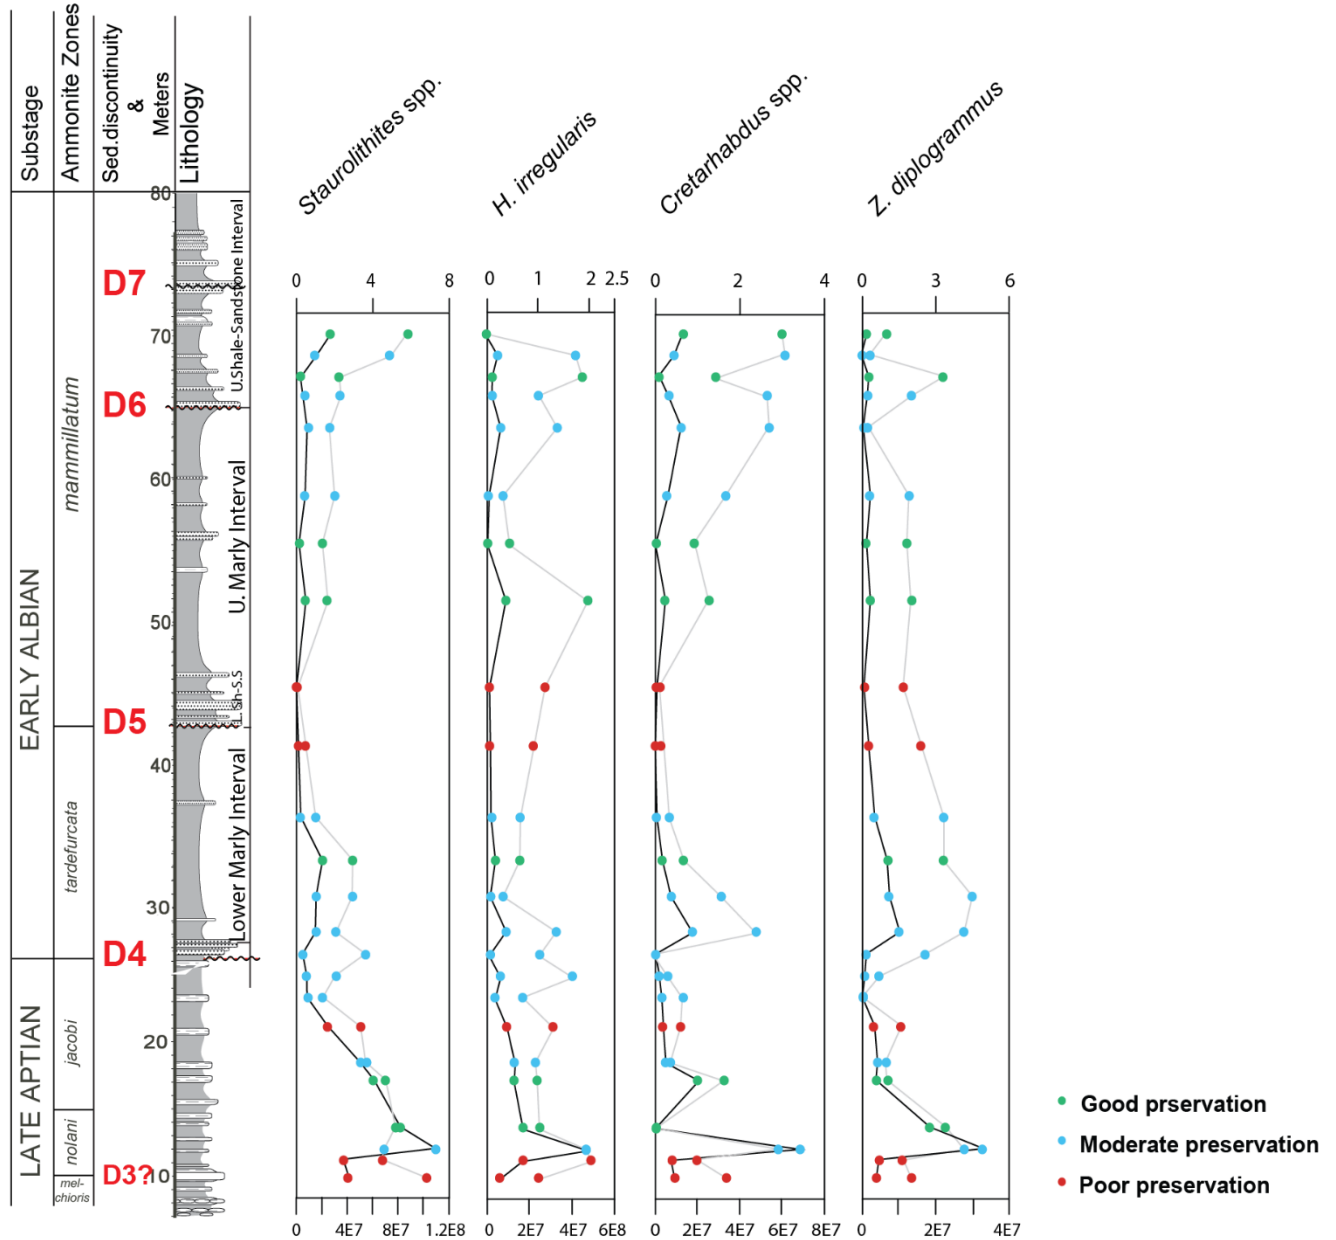 Substage
Ammonite Zones
Sed.discontinuity
&
Meters
Lithology
Staurolithites spp.
H. irregularis
Cretarhabdus spp.
Z. diplogrammus
0 4 8
0 1 2 2.5
0 2 4
0 3 6
80
70
60
50
40
30
20
10
EARLY ALBIAN
LATE APTIAN
mammillatum
tardefurcata
jacobi
nolani
mel-
chioris
D7
D6
D5
D4
D3?
U.Shale-Sandstone Interval
U. Marly Interval
L.Sh-S.S
Lower Marly Interval
Good prservation
Moderate preservation
Poor preservation
0 4E7 8E7 1.2E8
0 2E7 4E7 6E8
0 2E7 6E7 8E7
0 2E7 4E7